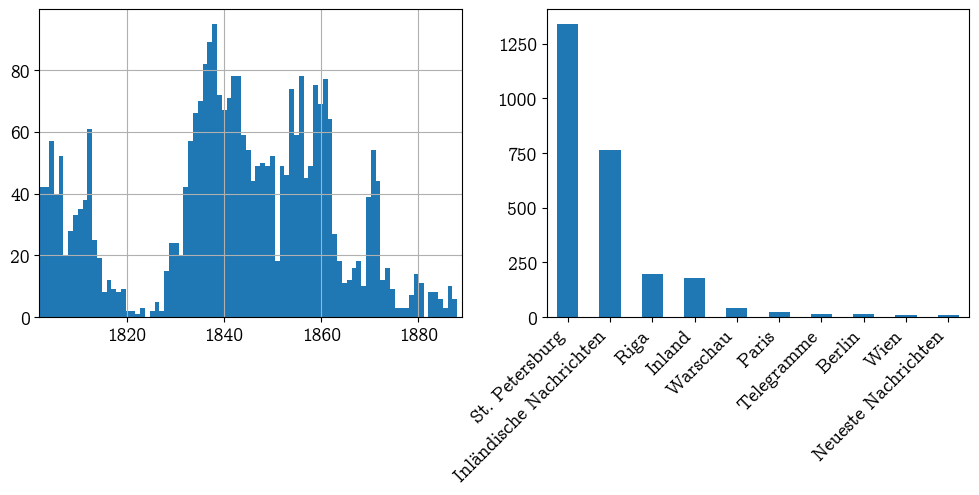 80
60
40
20
0
1820 1840 1860 1880
1250
1000
750
500
250
0
St. Petersburg
Inländische Nachrichten
Riga
Inland
Warschau
Paris
Telegramme
Berlin
Wien
Neueste Nachrichten